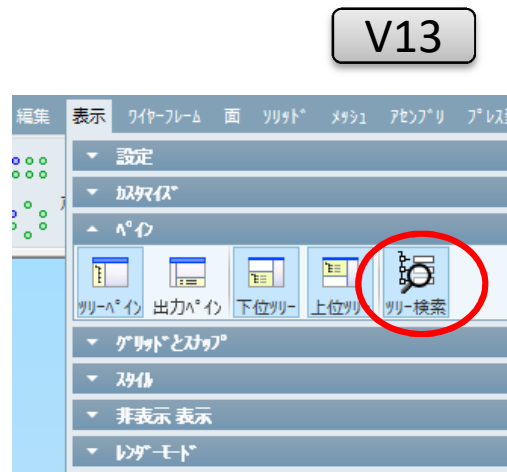 V13
編集 表示 ワイヤーフレーム 面 ソリッド メッシュ アセンブリ プレス
設定
カスタマイズ
ペイン
ツリーペイン 出力ペイン 下位ツリー 上位ツリ ツリー検索
グリッドとスナップ
スタイル
非表示 表示
レンダーモード